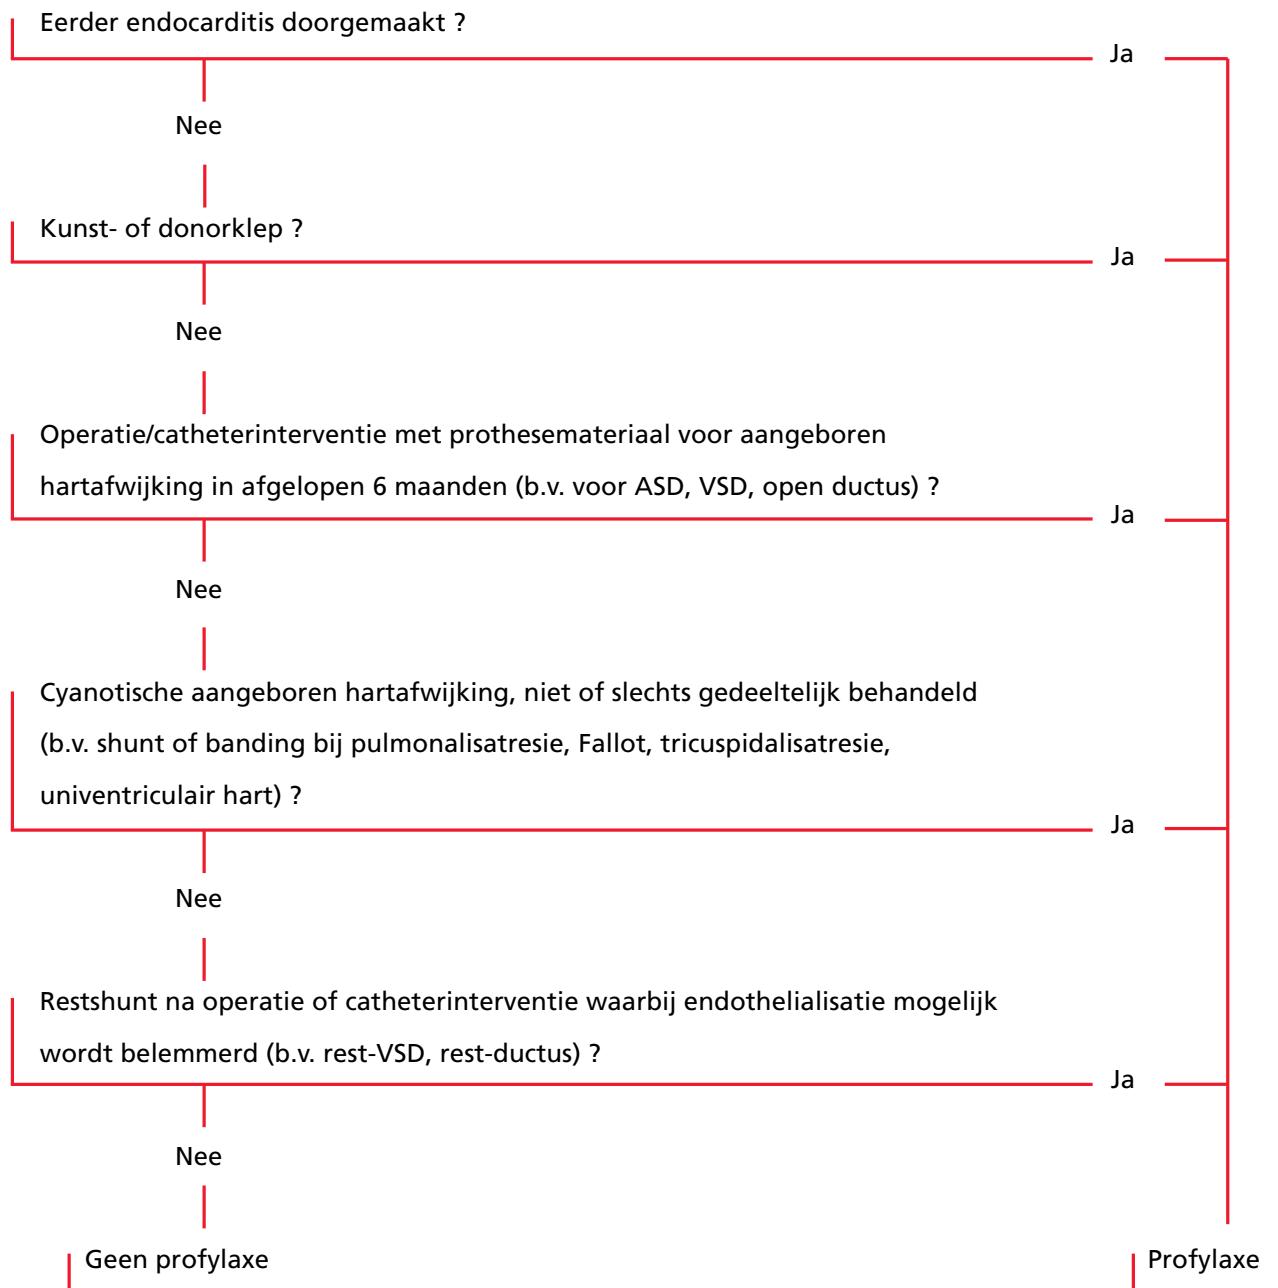 Eerder endocarditis doorgemaakt ?
Ja
Nee
Kunst- of donorklep ?
Ja
Nee
Operatie/catheterinterventie met prothesemateriaal voor aangeboren
hartafwijking in afgelopen 6 maanden (b.v. voor ASD, VSD, open ductus) ?
Ja
Nee
Cyanotische aangeboren hartafwijking, niet of slechts gedeeltelijk behandeld
(b.v. shunt of banding bij pulmonalisatresie, Fallot, tricuspidalisatresie,
univentriculair hart) ?
Ja
Nee
Restshunt na operatie of catheterinterventie waarbij endothelialisatie mogelijk
wordt belemmerd (b.v. rest-VSD, rest-ductus) ?
Ja
Nee
Geen profylaxe
Profylaxe